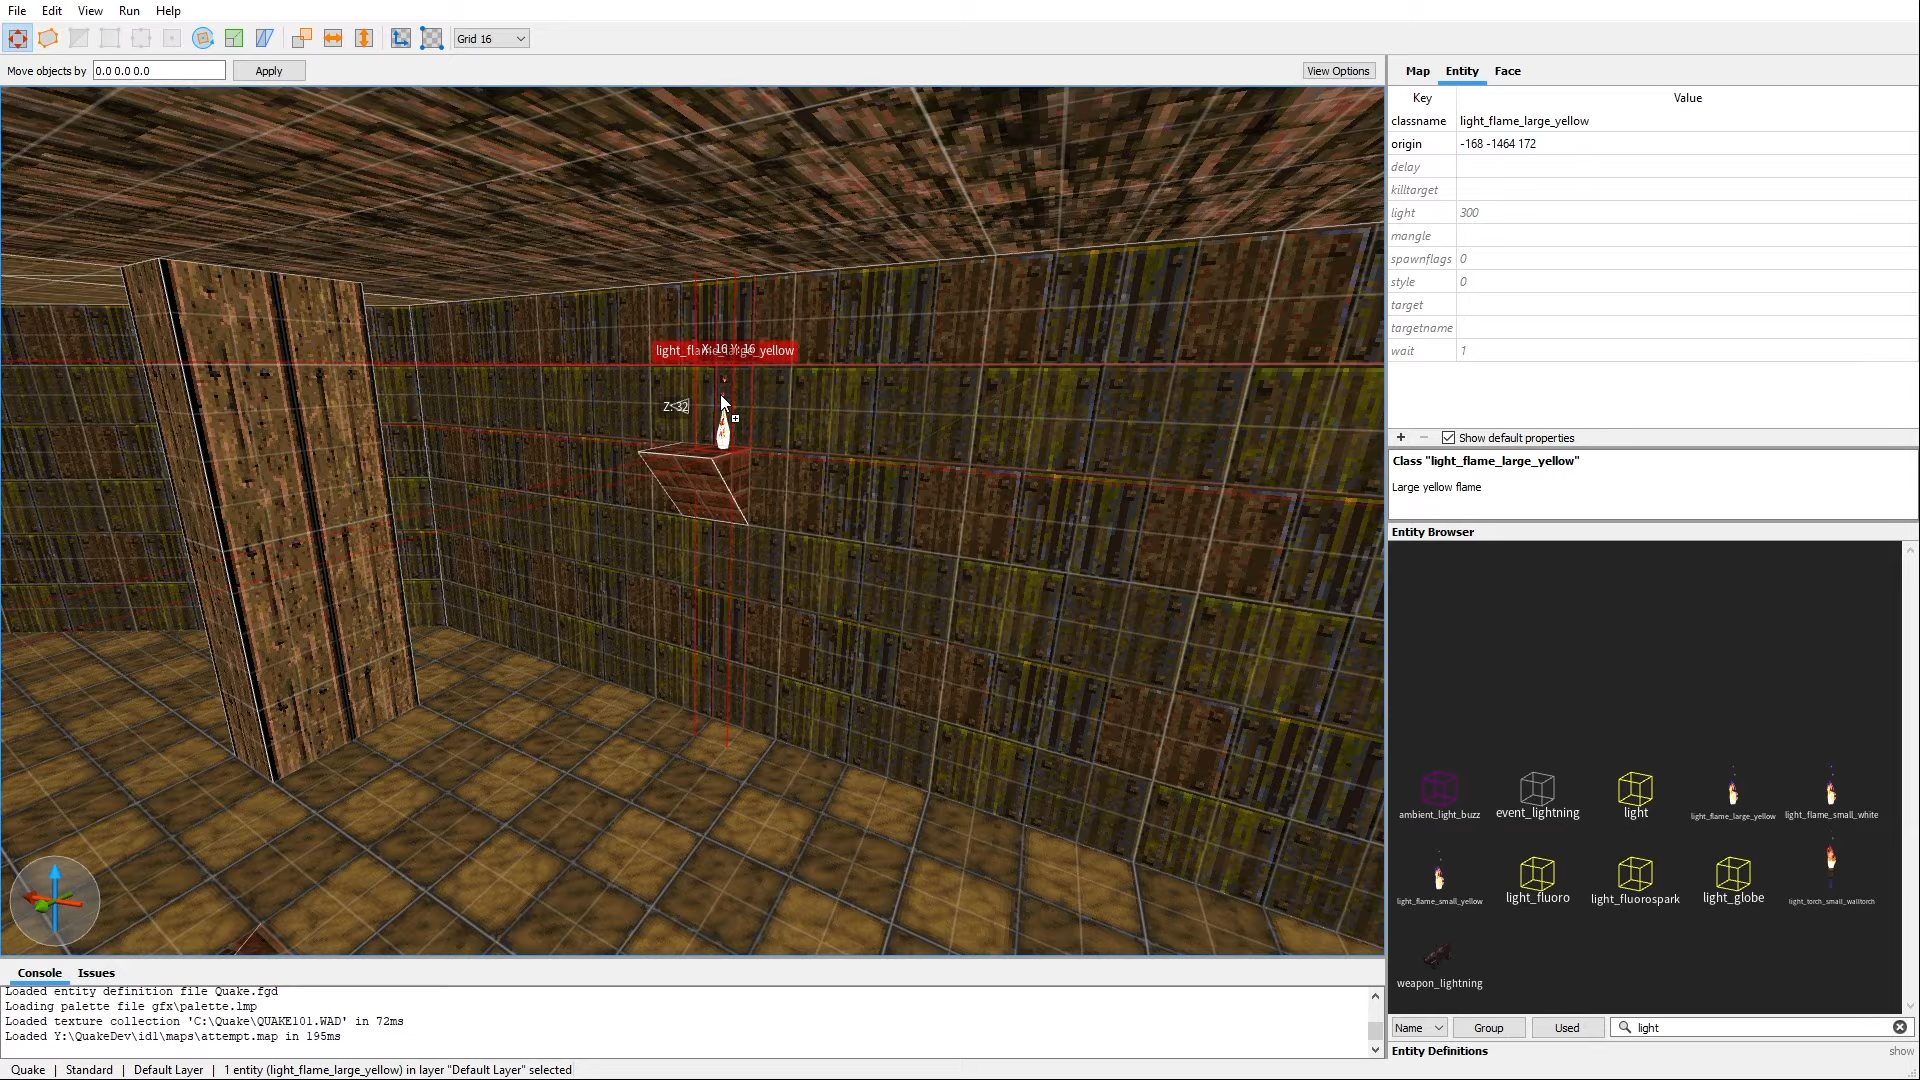 File Edit View Run Help
Grid 16
Move objects by 0.0 0.0 0.0 Apply View Options
Map Entity Face
Key Value
classname light_flame_large_yellow
origin -168 -1464 172
delay
killtarget
light 300
mangle
spawnflags 0
style 0
target
targetname
wait 1
Show default properties
Class "light_flame_large_yellow"
Large yellow flame
Entity Browser
light_flame_large_yellow
X: 16 Y: 16
Z: 32
ambient_light_buzz event_lightning light light_flame_large_yellow light_flame_small_white
light_flame_small_yellow light_fluoro light_fluorospark light_globe light_torch_small_walltorch
weapon_lightning
Name Group Used light
Entity Definitions show
Console Issues
Loaded entity definition file Quake.fgd
Loading palette file gfx\palette.lmp
Loaded texture collection 'C:\Quake\QUAKE101.WAD' in 72ms
Loaded Y:\QuakeDev\id1\maps\attempt.map in 195ms
Quake | Standard | Default Layer | 1 entity (light_flame_large_yellow) in layer "Default Layer" selected